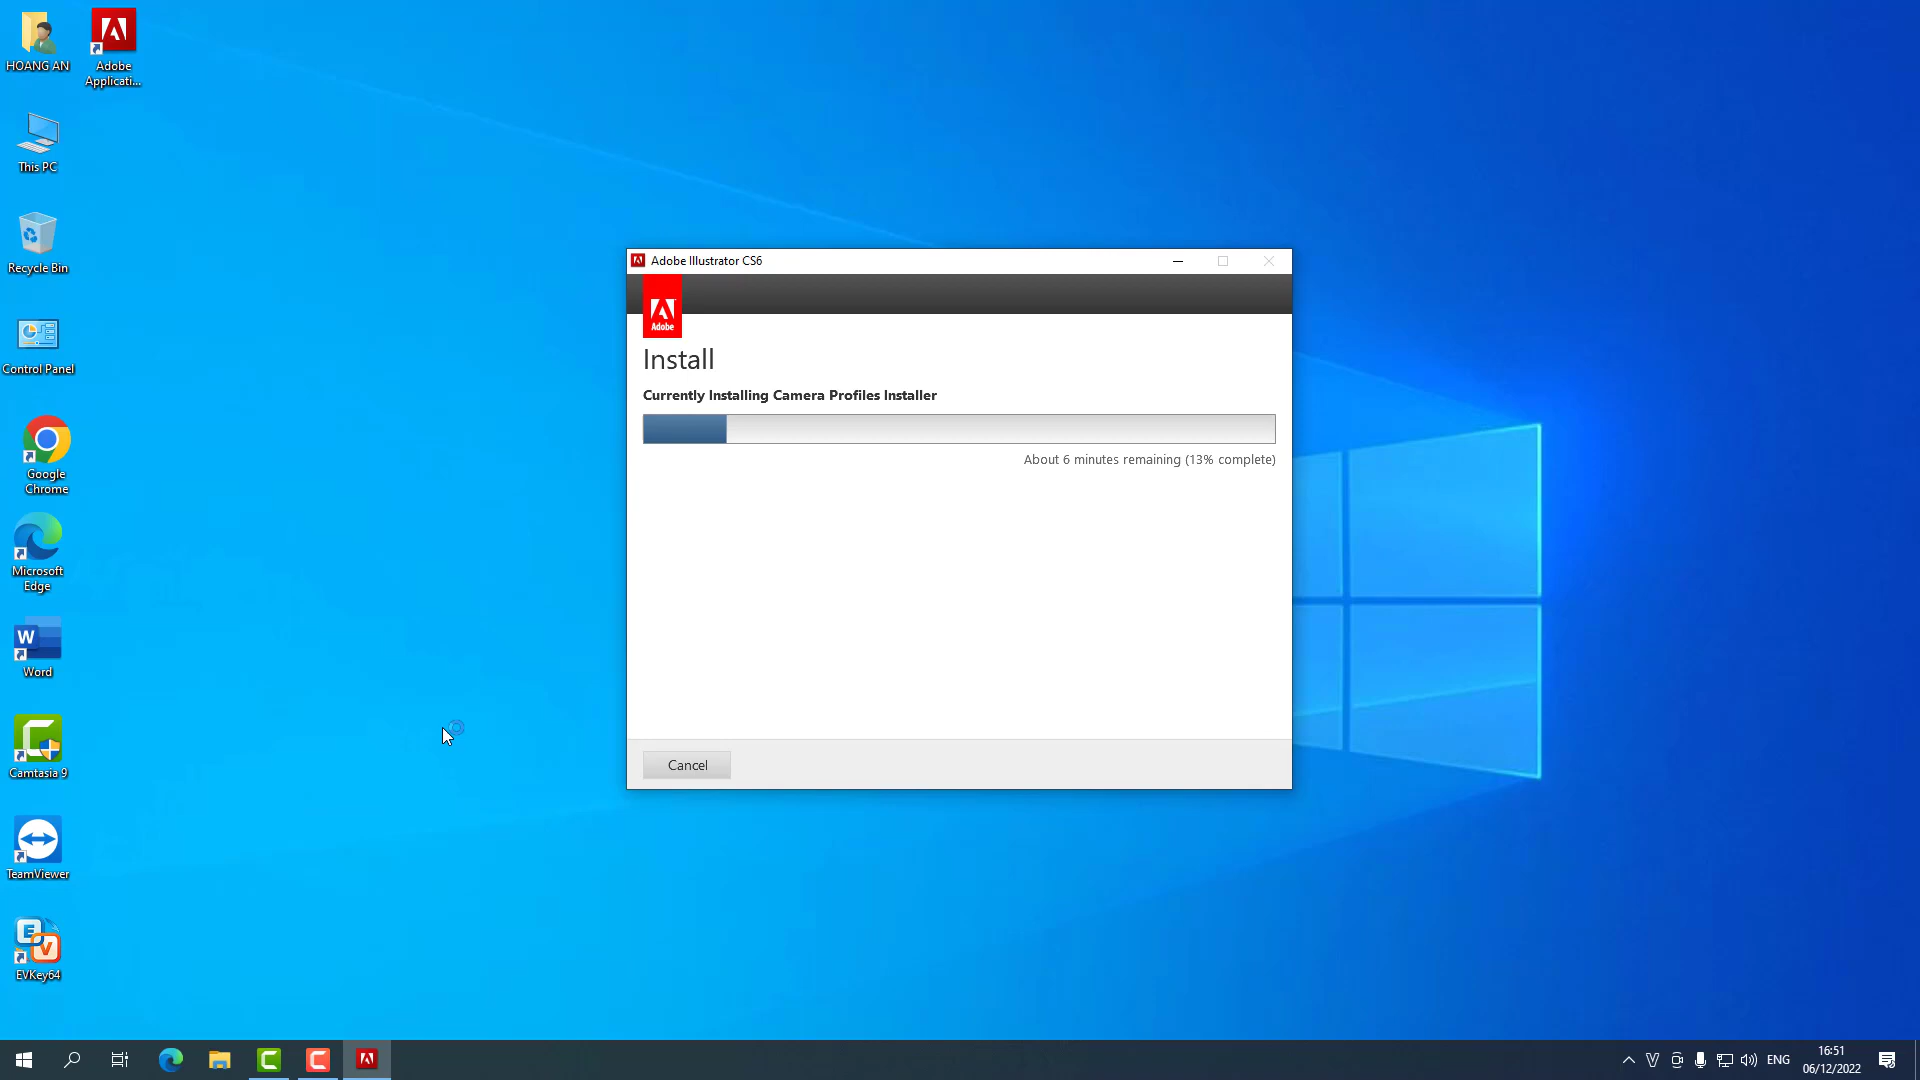 HOANG AN
Adobe
Applicati...
This PC
Recycle Bin
Control Panel
Google
Chrome
Microsoft
Edge
W
Word
Camtasia 9
TeamViewer
E
V
EVKey64
Adobe Illustrator CS6
Adobe
Install
Currently Installing Camera Profiles Installer
About 6 minutes remaining (13% complete)
Cancel
V
ENG
16:51
06/12/2022